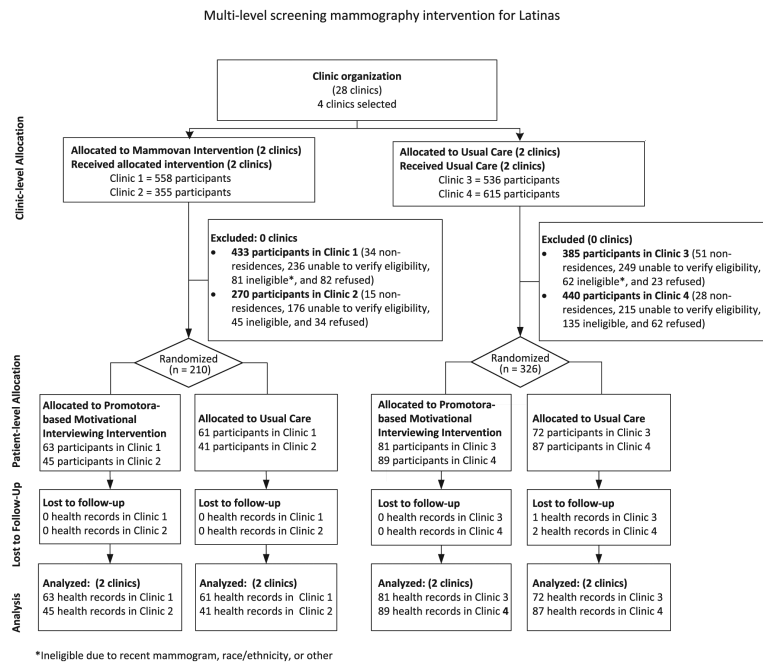 Multi-level screening mammography intervention for Latinas
Clinic organization
(28 clinics)
4 clinics selected
Clinic-level Allocation
Allocated to Mammovan Intervention (2 clinics)
Received allocated intervention (2 clinics)
Clinic 1 = 558 participants
Clinic 2 = 355 participants
Allocated to Usual Care (2 clinics)
Received Usual Care (2 clinics)
Clinic 3 = 536 participants
Clinic 4 = 615 participants
Excluded: 0 clinics
• 433 participants in Clinic 1 (34 non-
residences, 236 unable to verify eligibility,
81 ineligible*, and 82 refused)
• 270 participants in Clinic 2 (15 non-
residences, 176 unable to verify eligibility,
45 ineligible, and 34 refused)
Excluded (0 clinics)
• 385 participants in Clinic 3 (51 non-
residences, 249 unable to verify eligibility,
62 ineligible*, and 23 refused)
• 440 participants in Clinic 4 (28 non-
residences, 215 unable to verify eligibility,
135 ineligible, and 62 refused)
Randomized
(n = 210)
Randomized
(n = 326)
Patient-level Allocation
Allocated to Promotora-
based Motivational
Interviewing Intervention
63 participants in Clinic 1
45 participants in Clinic 2
Allocated to Usual Care
61 participants in Clinic 1
41 participants in Clinic 2
Allocated to Promotora-
based Motivational
Interviewing Intervention
81 participants in Clinic 3
89 participants in Clinic 4
Allocated to Usual Care
72 participants in Clinic 3
87 participants in Clinic 4
Lost to Follow-Up
Lost to follow-up
0 health records in Clinic 1
0 health records in Clinic 2
Lost to follow-up
0 health records in Clinic 1
0 health records in Clinic 2
Lost to follow-up
0 health records in Clinic 3
0 health records in Clinic 4
Lost to follow-up
1 health records in Clinic 3
2 health records in Clinic 4
Analysis
Analyzed: (2 clinics)
63 health records in Clinic 1
45 health records in Clinic 2
Analyzed: (2 clinics)
61 health records in Clinic 1
41 health records in Clinic 2
Analyzed: (2 clinics)
81 health records in Clinic 3
89 health records in Clinic 4
Analyzed: (2 clinics)
72 health records in Clinic 3
87 health records in Clinic 4
*Ineligible due to recent mammogram, race/ethnicity, or other